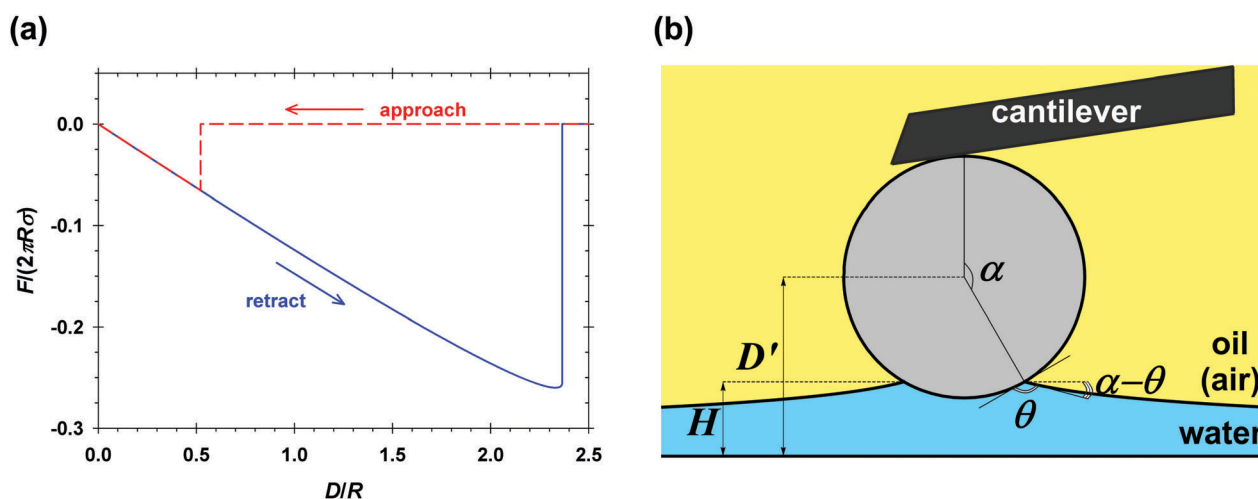 (a)
approach
retract
0.0
-0.1
-0.2
-0.3
F/(2πRσ)
0.0 0.5 1.0 1.5 2.0 2.5
D/R
(b)
cantilever
α
D′
H
α−θ
θ
oil
(air)
water